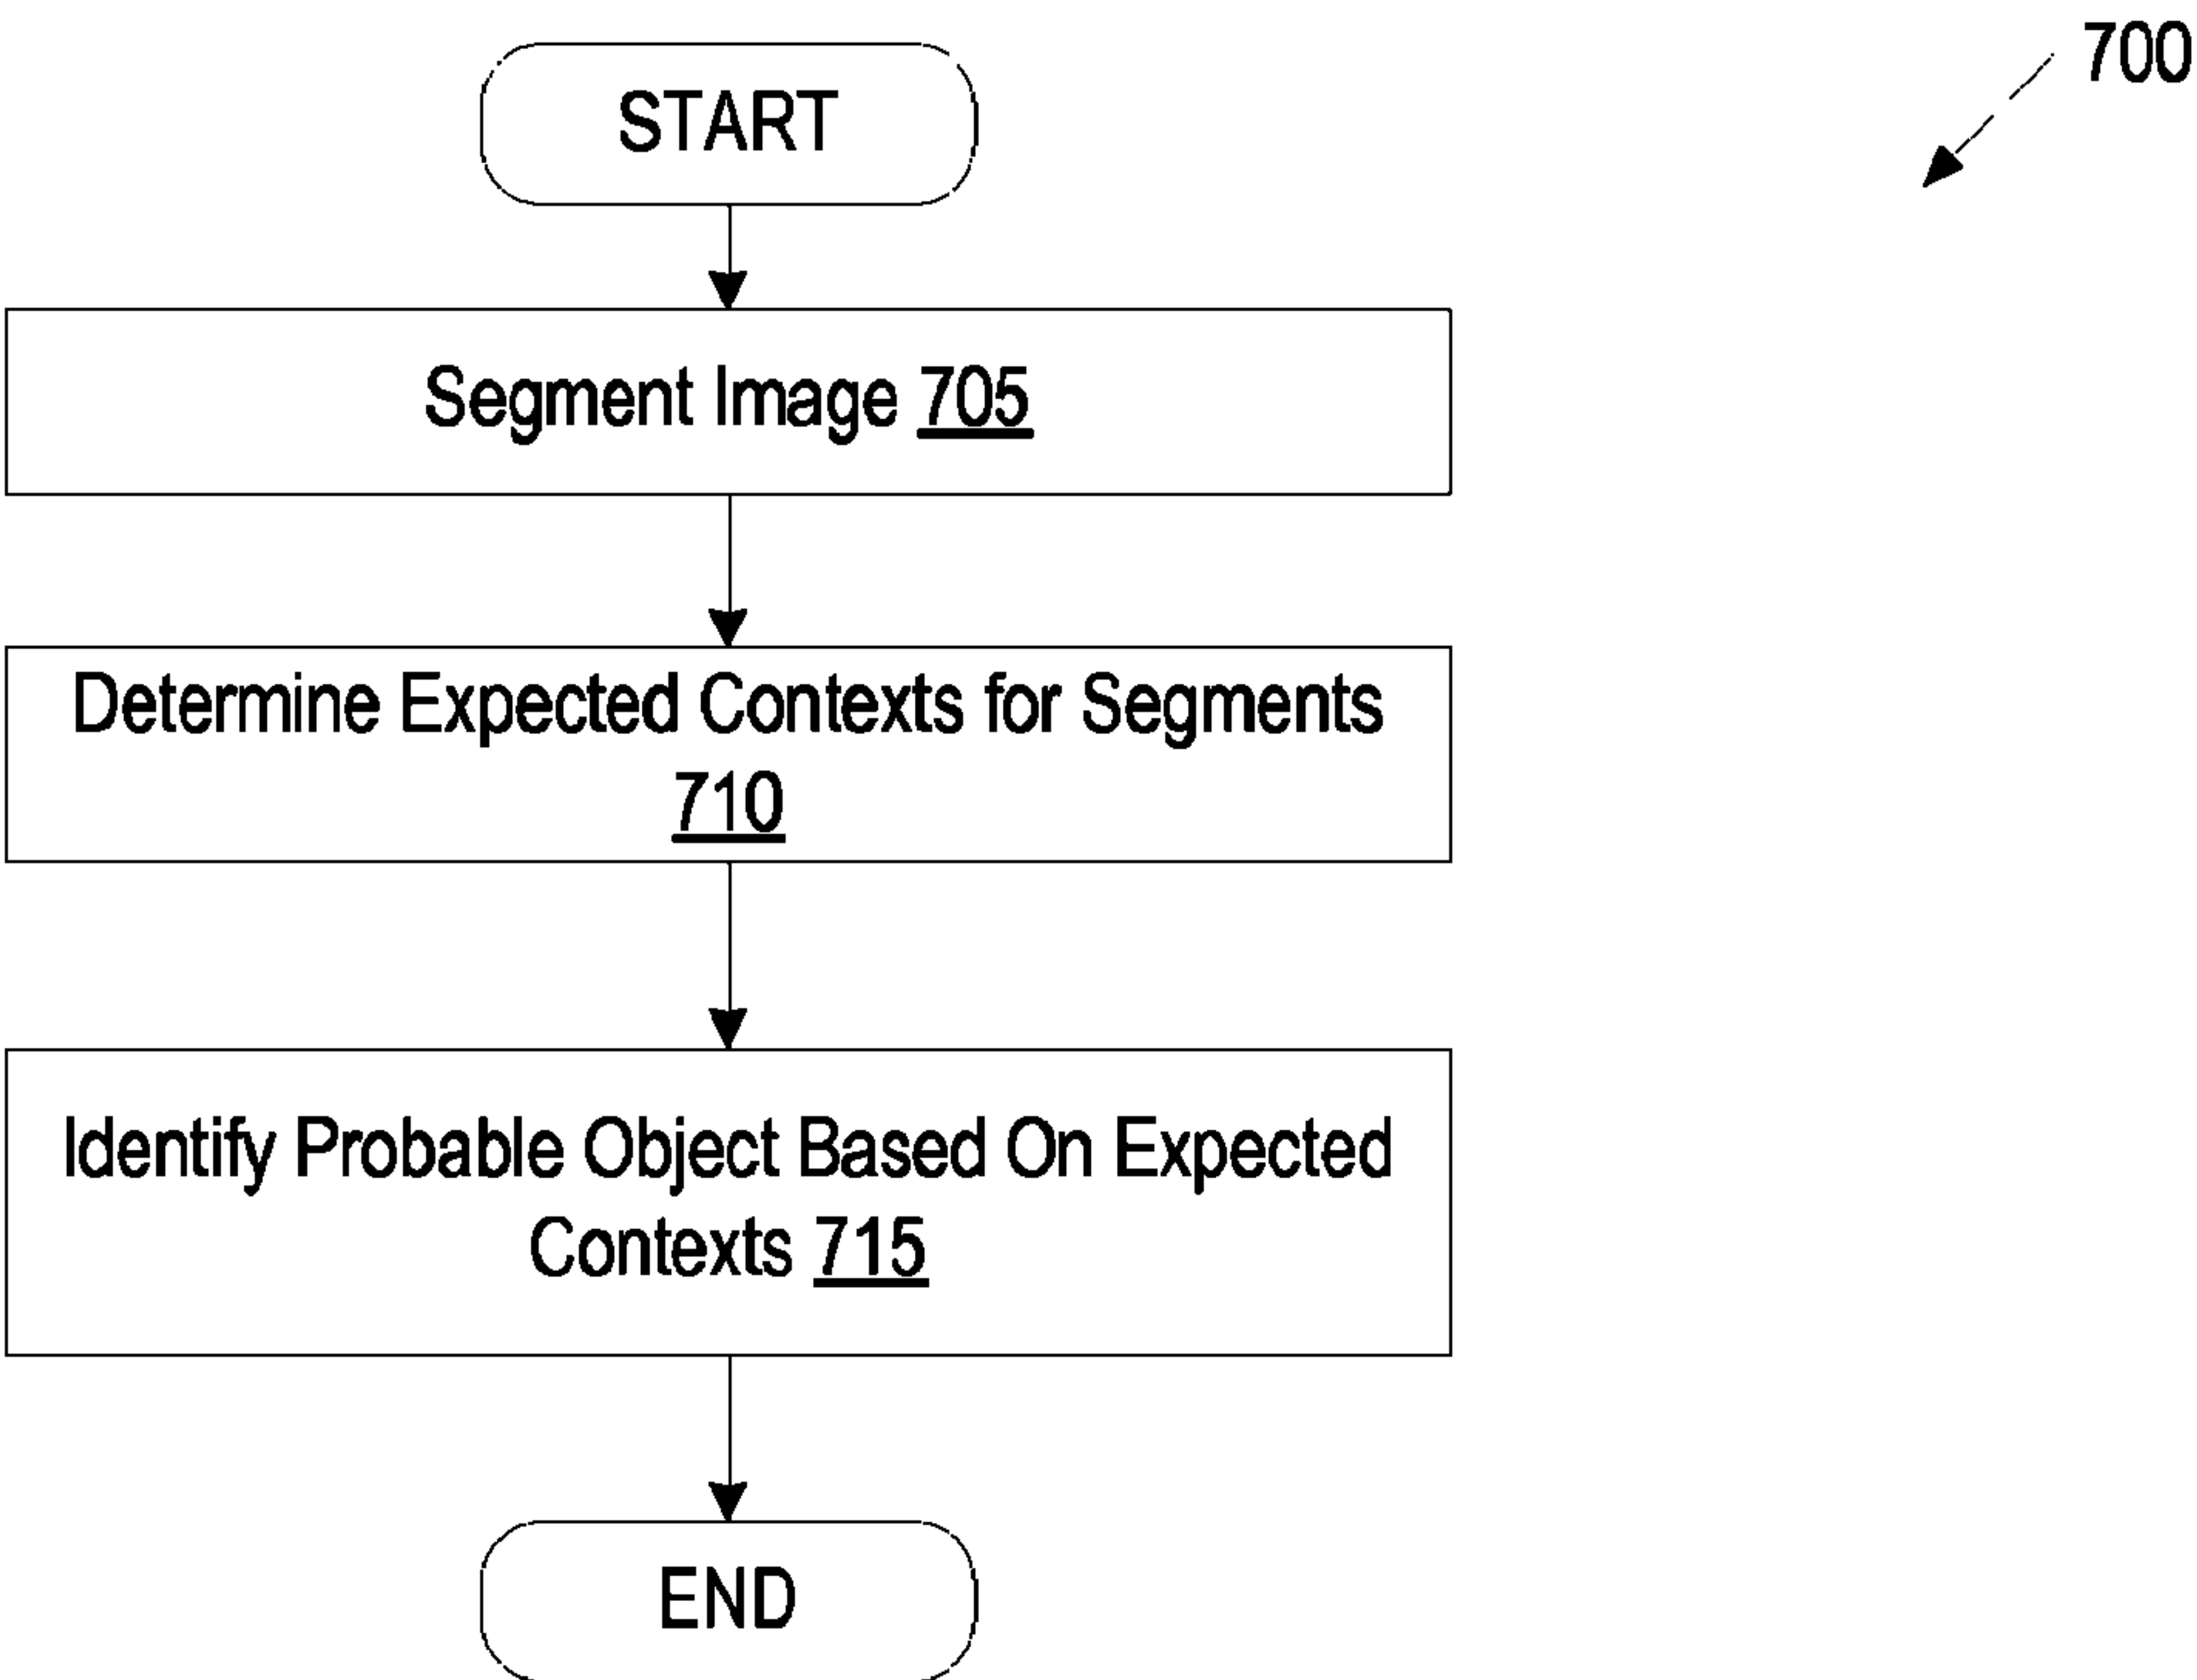 700
START
Segment Image 705
Determine Expected Contexts for Segments
710
Identify Probable Object Based On Expected
Contexts 715
END